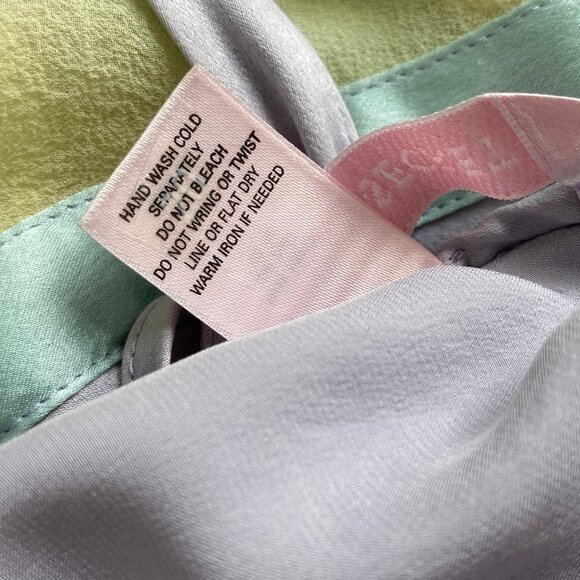 HAND WASH COLD
SEPARATELY
DO NOT BLEACH
DO NOT WRING OR TWIST
LINE OR FLAT DRY
WARM IRON IF NEEDED